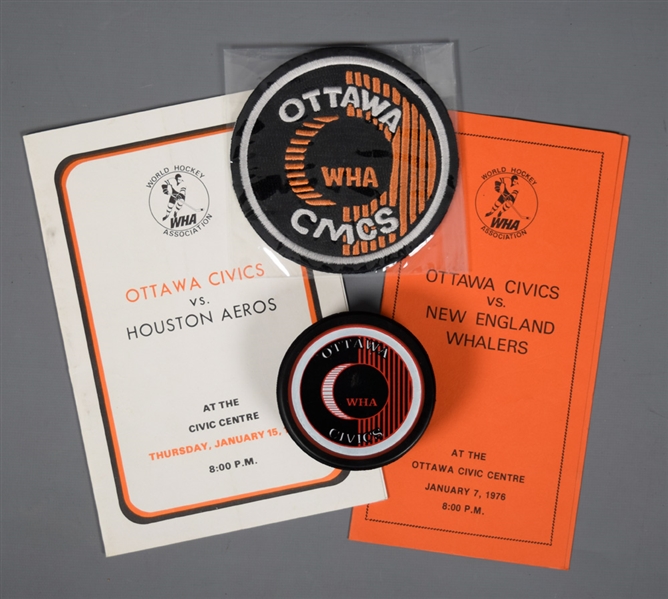 OTTAWA
WHA
CIVICS
WORLD HOCKEY
WHA
ASSOCIATION
OTTAWA CIVICS
VS.
HOUSTON AEROS
AT THE
CIVIC CENTRE
THURSDAY, JANUARY 15,
8:00 P.M.
WORLD HOCKEY
WHA
ASSOCIATION
OTTAWA CIVICS
VS.
NEW ENGLAND
WHALERS
AT THE
OTTAWA CIVIC CENTRE
JANUARY 7, 1976
8:00 P.M.
OTTAWA
WHA
CIVICS